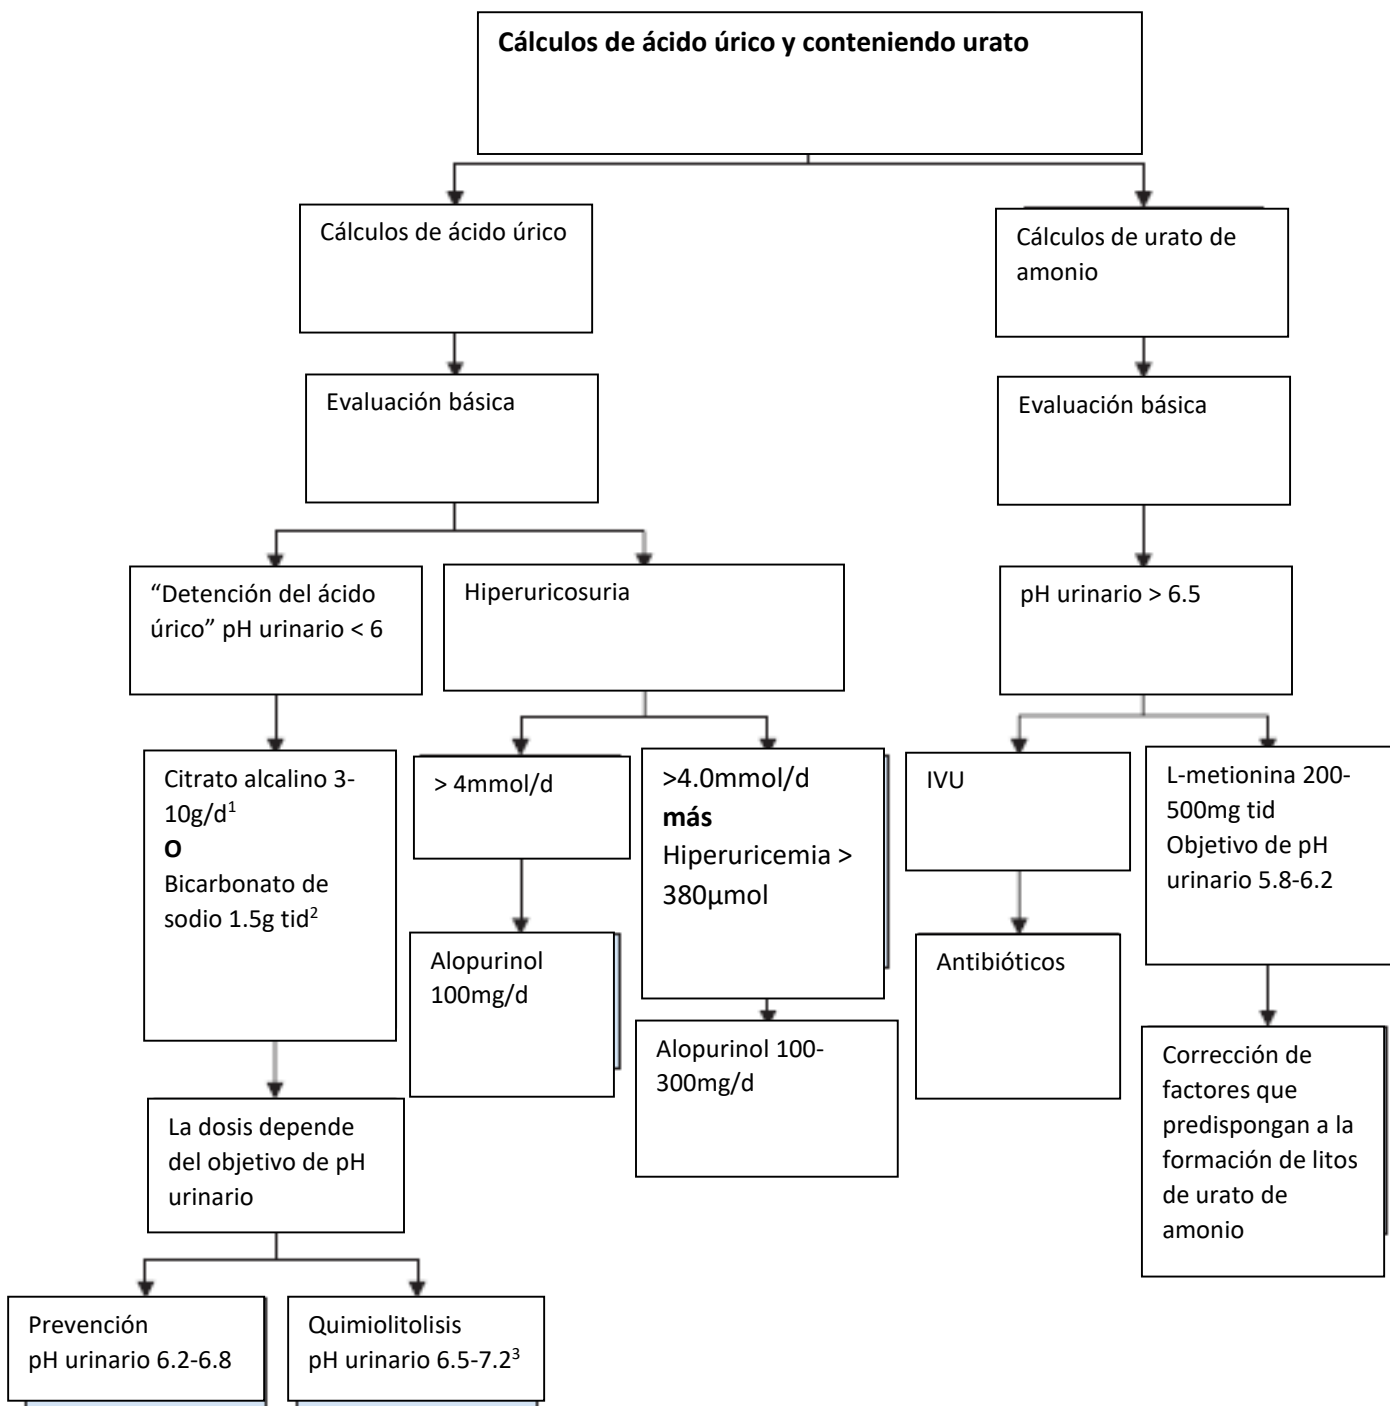 Cálculos de ácido úrico y conteniendo urato
Cálculos de ácido úrico
Cálculos de urato de
amonio
Evaluación básica
Evaluación básica
“Detención del ácido
úrico” pH urinario < 6
Hiperuricosuria
pH urinario > 6.5
Citrato alcalino 3-
10g/d¹
O
Bicarbonato de
sodio 1.5g tid²
> 4mmol/d
>4.0mmol/d
más
Hiperuricemia >
380µmol
IVU
L-metionina 200-
500mg tid
Objetivo de pH
urinario 5.8-6.2
Alopurinol
100mg/d
Alopurinol 100-
300mg/d
Antibióticos
Corrección de
factores que
predispongan a la
formación de litos
de urato de
amonio
La dosis depende
del objetivo de pH
urinario
Prevención
pH urinario 6.2-6.8
Quimiolitolisis
pH urinario 6.5-7.2³